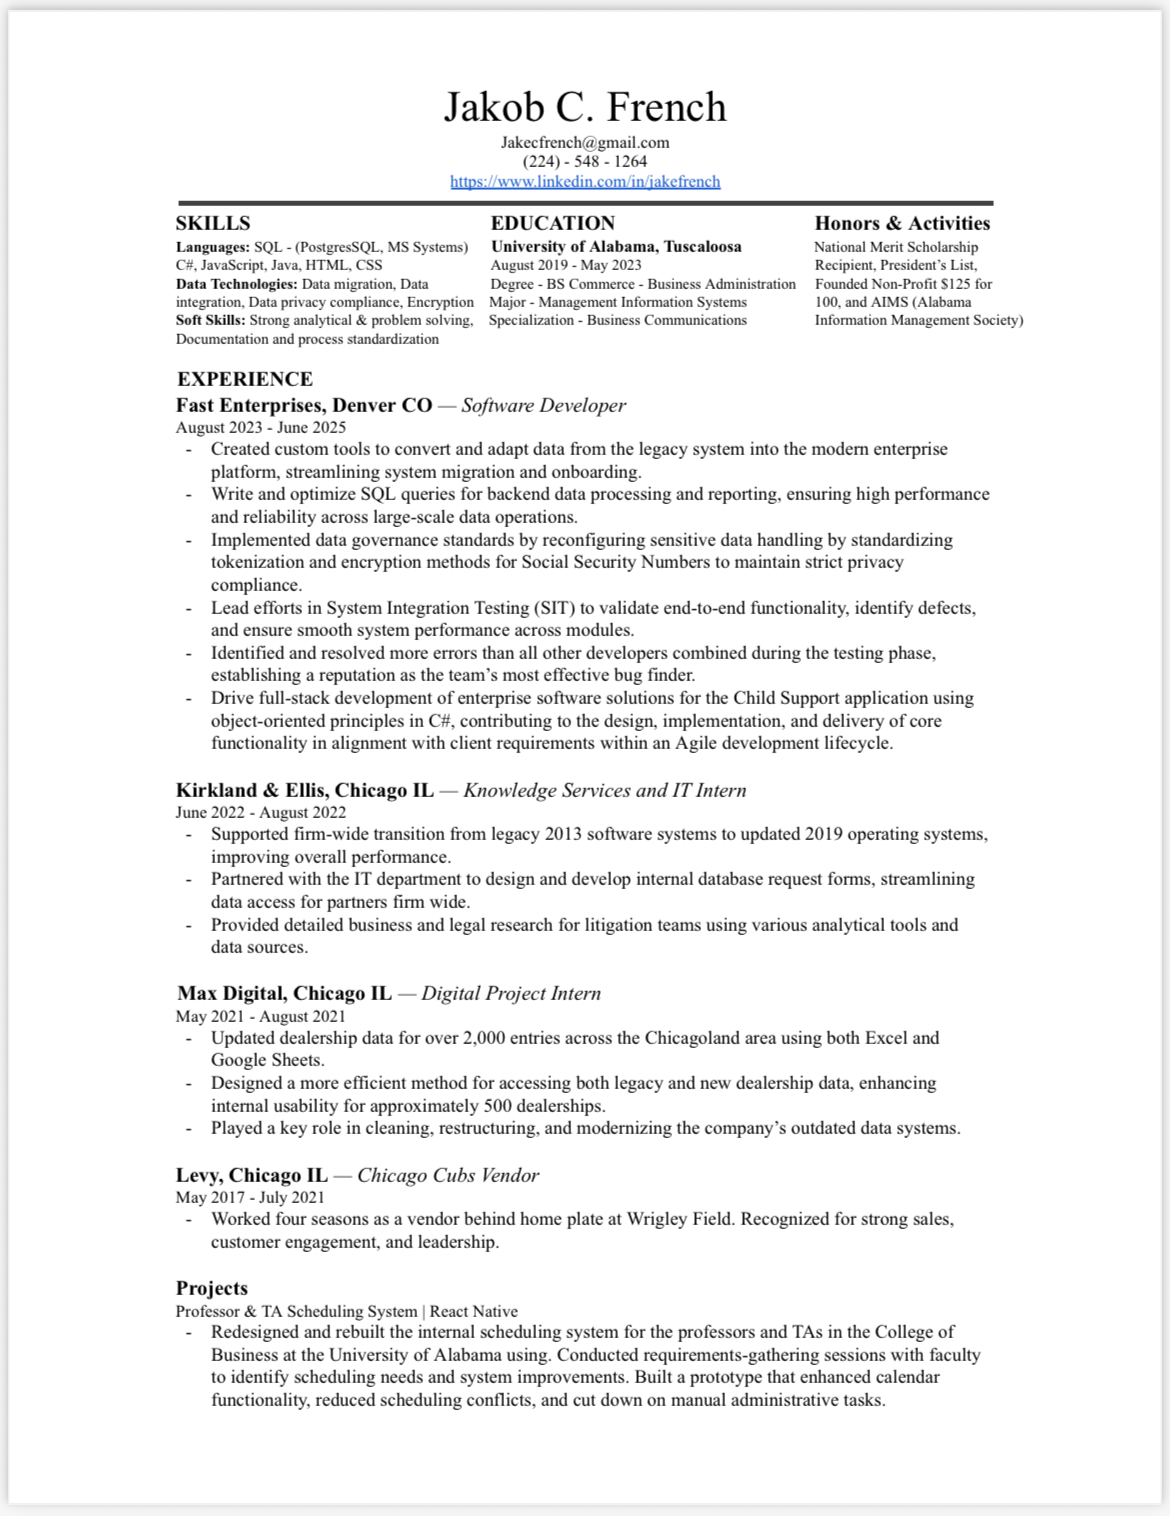 Jakob C. French
Jakecfrench@gmail.com
(224) - 548 - 1264
https://www.linkedin.com/in/jakefrench
SKILLS
Languages: SQL - (PostgresSQL, MS Systems)
C#, JavaScript, Java, HTML, CSS
Data Technologies: Data migration, Data
integration, Data privacy compliance, Encryption
Soft Skills: Strong analytical & problem solving,
Documentation and process standardization
EDUCATION
University of Alabama, Tuscaloosa
August 2019 - May 2023
Degree - BS Commerce - Business Administration
Major - Management Information Systems
Specialization - Business Communications
Honors & Activities
National Merit Scholarship
Recipient, President's List,
Founded Non-Profit $125 for
100, and AIMS (Alabama
Information Management Society)
EXPERIENCE
Fast Enterprises, Denver CO — Software Developer
August 2023 - June 2025
- Created custom tools to convert and adapt data from the legacy system into the modern enterprise
platform, streamlining system migration and onboarding.
- Write and optimize SQL queries for backend data processing and reporting, ensuring high performance
and reliability across large-scale data operations.
- Implemented data governance standards by reconfiguring sensitive data handling by standardizing
tokenization and encryption methods for Social Security Numbers to maintain strict privacy
compliance.
- Lead efforts in System Integration Testing (SIT) to validate end-to-end functionality, identify defects,
and ensure smooth system performance across modules.
- Identified and resolved more errors than all other developers combined during the testing phase,
establishing a reputation as the team's most effective bug finder.
- Drive full-stack development of enterprise software solutions for the Child Support application using
object-oriented principles in C#, contributing to the design, implementation, and delivery of core
functionality in alignment with client requirements within an Agile development lifecycle.
Kirkland & Ellis, Chicago IL — Knowledge Services and IT Intern
June 2022 - August 2022
- Supported firm-wide transition from legacy 2013 software systems to updated 2019 operating systems,
improving overall performance.
- Partnered with the IT department to design and develop internal database request forms, streamlining
data access for partners firm wide.
- Provided detailed business and legal research for litigation teams using various analytical tools and
data sources.
Max Digital, Chicago IL — Digital Project Intern
May 2021 - August 2021
- Updated dealership data for over 2,000 entries across the Chicagoland area using both Excel and
Google Sheets.
- Designed a more efficient method for accessing both legacy and new dealership data, enhancing
internal usability for approximately 500 dealerships.
- Played a key role in cleaning, restructuring, and modernizing the company's outdated data systems.
Levy, Chicago IL — Chicago Cubs Vendor
May 2017 - July 2021
- Worked four seasons as a vendor behind home plate at Wrigley Field. Recognized for strong sales,
customer engagement, and leadership.
Projects
Professor & TA Scheduling System | React Native
- Redesigned and rebuilt the internal scheduling system for the professors and TAs in the College of
Business at the University of Alabama using. Conducted requirements-gathering sessions with faculty
to identify scheduling needs and system improvements. Built a prototype that enhanced calendar
functionality, reduced scheduling conflicts, and cut down on manual administrative tasks.